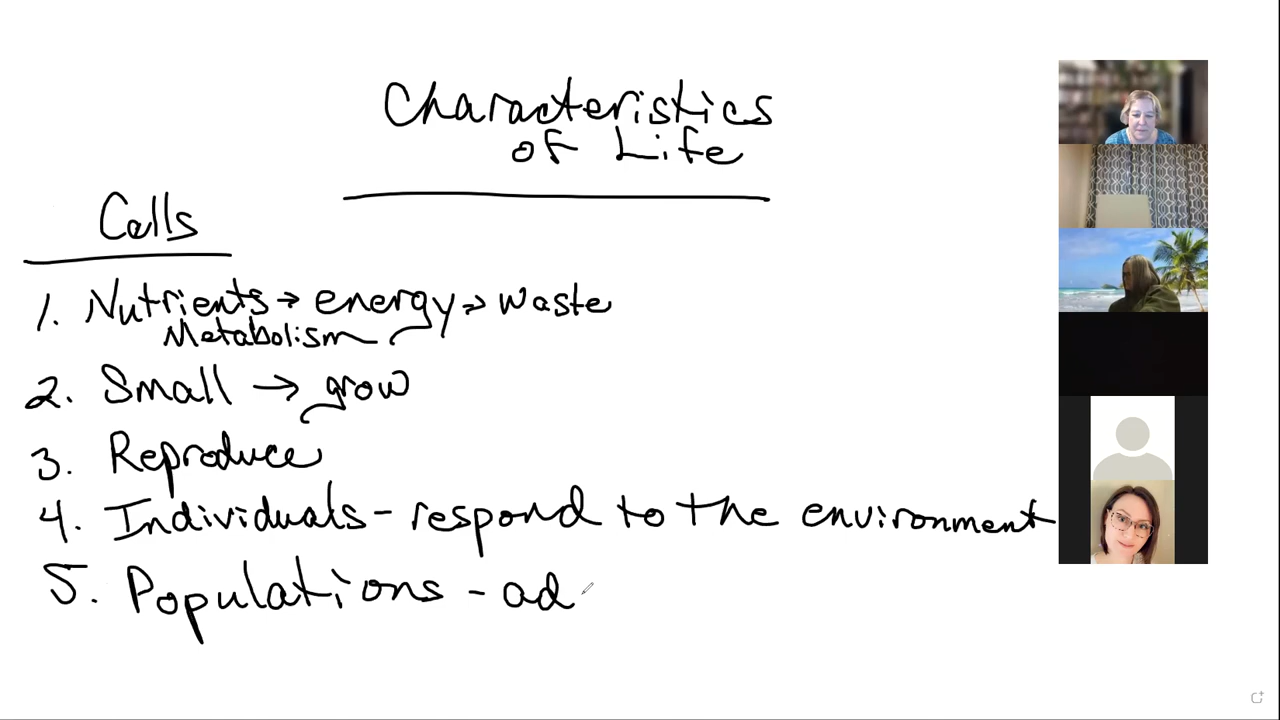 Characteristics
of Life
Cells
1. Nutrients → energy → waste
Metabolism
2. Small → grow
3. Reproduce
4. Individuals - respond to the environment
5. Populations - ad